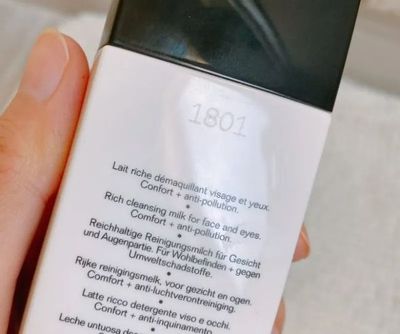 1801
Lait riche démaquillant visage et yeux.
Confort + anti-pollution.
•
Rich cleansing milk for face and eyes.
Comfort + anti-pollution.
•
Reichhaltige Reinigungsmilch für Gesicht
und Augenpartie. Für Wohlbefinden + gegen
Umweltschadstoffe.
•
Rijke reinigingsmelk, voor gezicht en ogen.
Comfort + anti-luchtverontreiniging.
•
Latte ricco detergente viso e occhi.
Comfort + anti-inquinamento.
•
Leche untuosa